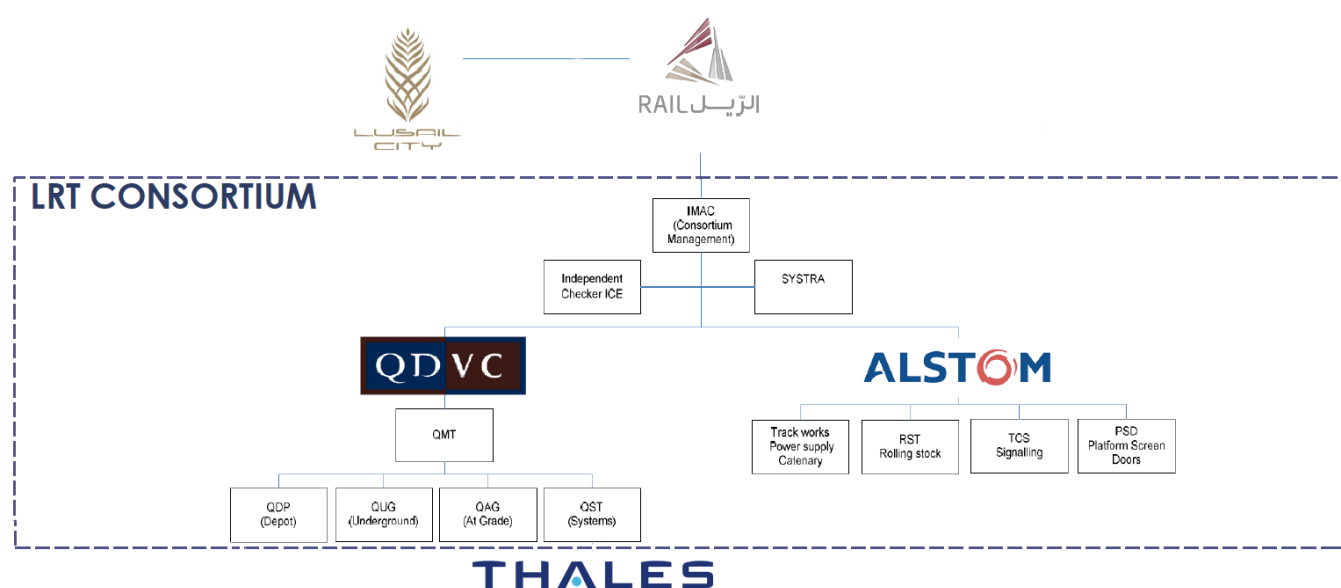 LUSAIL
CITY
RAIL الرّيــل
LRT CONSORTIUM
IMAC
(Consortium
Management)
Independent
Checker ICE
SYSTRA
QDVC
ALSTOM
QMT
Track works
Power supply
Catenary
RST
Rolling stock
TCS
Signalling
PSD
Platform Screen
Doors
QDP
(Depot)
QUG
(Underground)
QAG
(At Grade)
QST
(Systems)
THALES